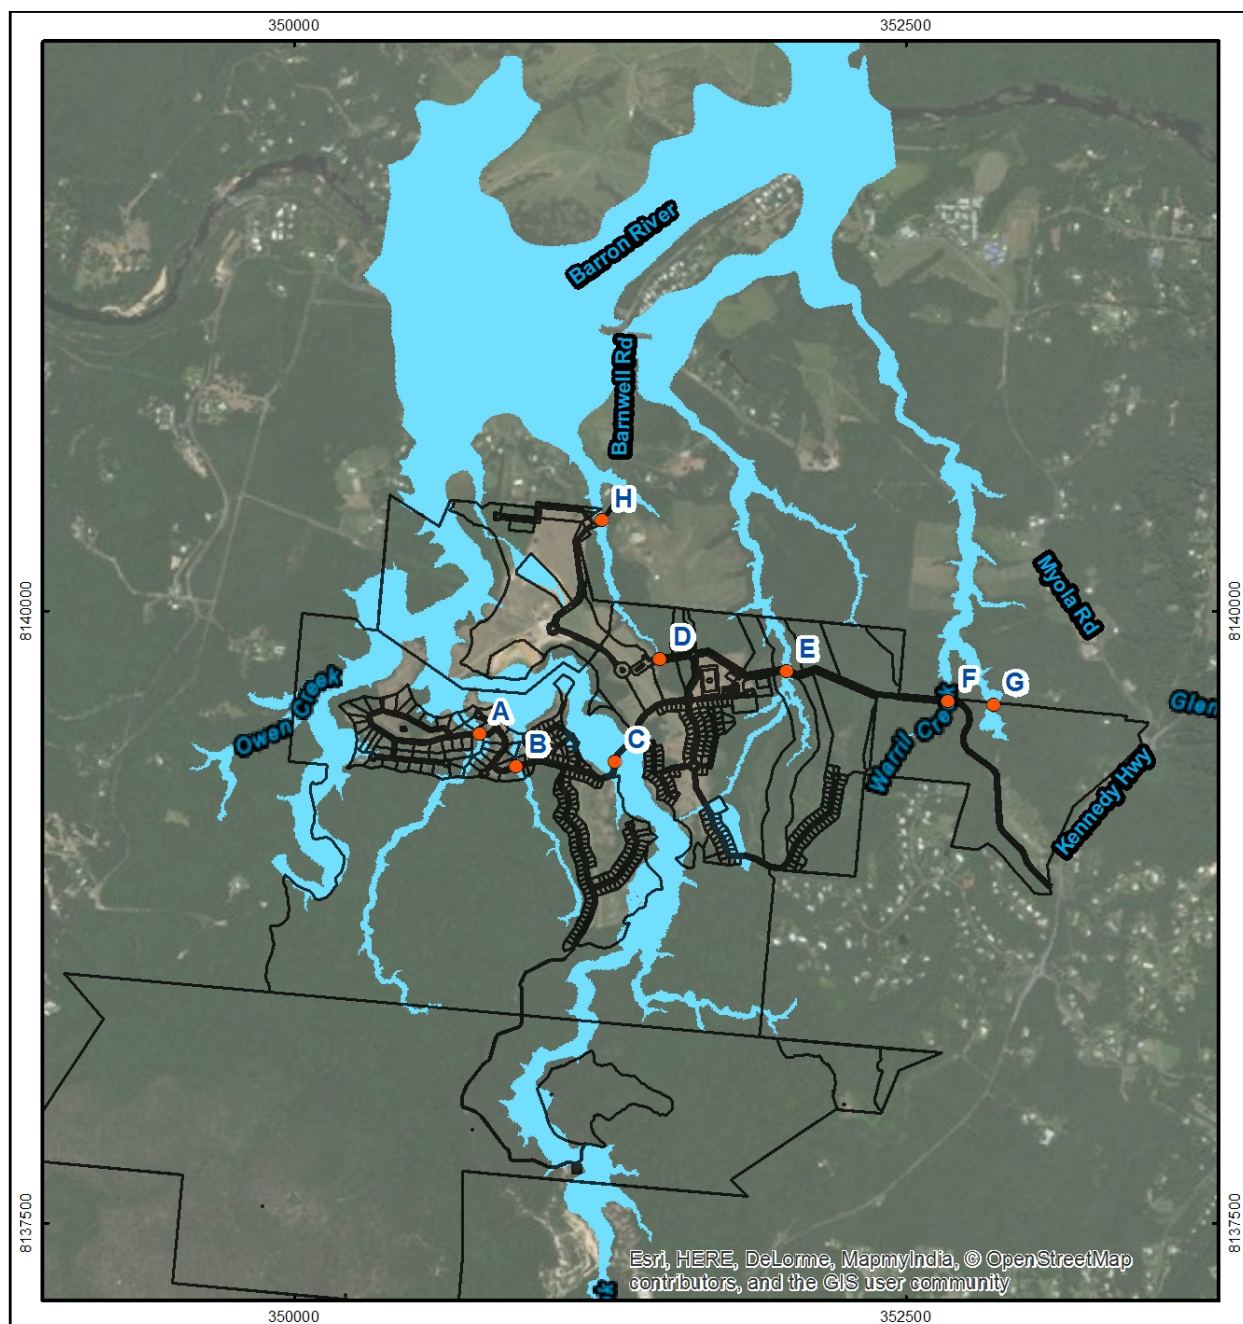 350000
352500
Barron River
Barnwell Rd
H
8140000
8140000
Myola Rd
D
E
F
G
Glen
Owen Creek
Warril Creek
A
B
C
Kennedy Hwy
8137500
8137500
Esri, HERE, DeLorme, MapmyIndia, © OpenStreetMap
contributors, and the GIS user community
350000
352500